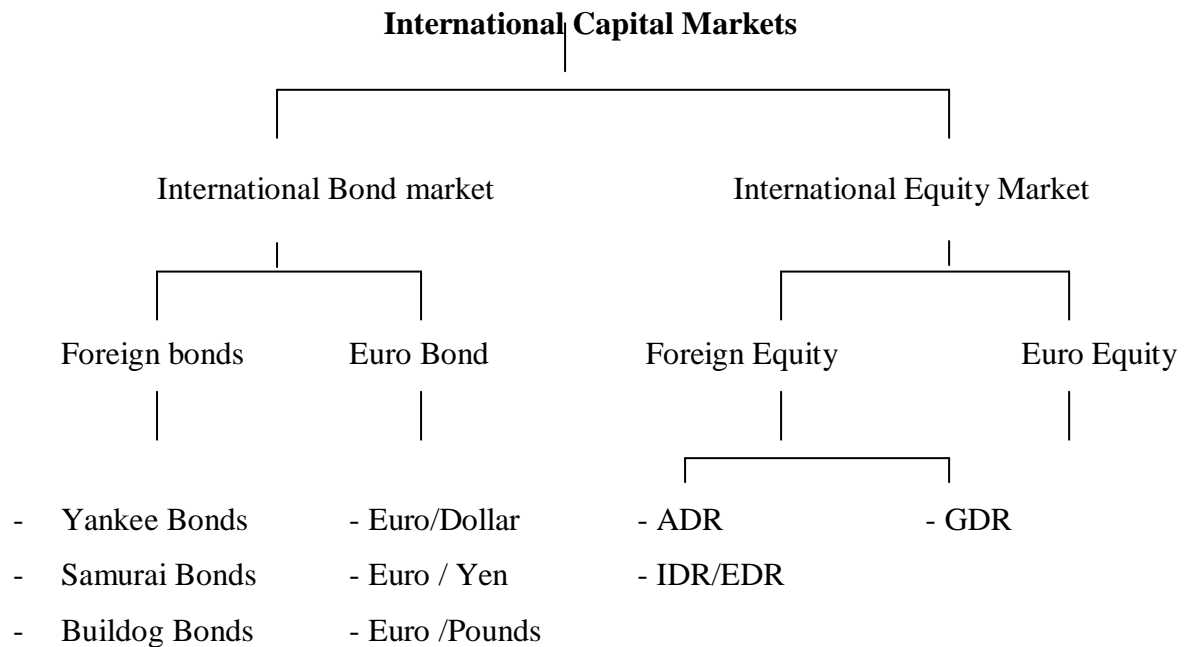 International Capital Markets
International Bond market International Equity Market
Foreign bonds Euro Bond Foreign Equity Euro Equity
- Yankee Bonds - Euro/Dollar - ADR - GDR
- Samurai Bonds - Euro / Yen - IDR/EDR
- Buildog Bonds - Euro /Pounds